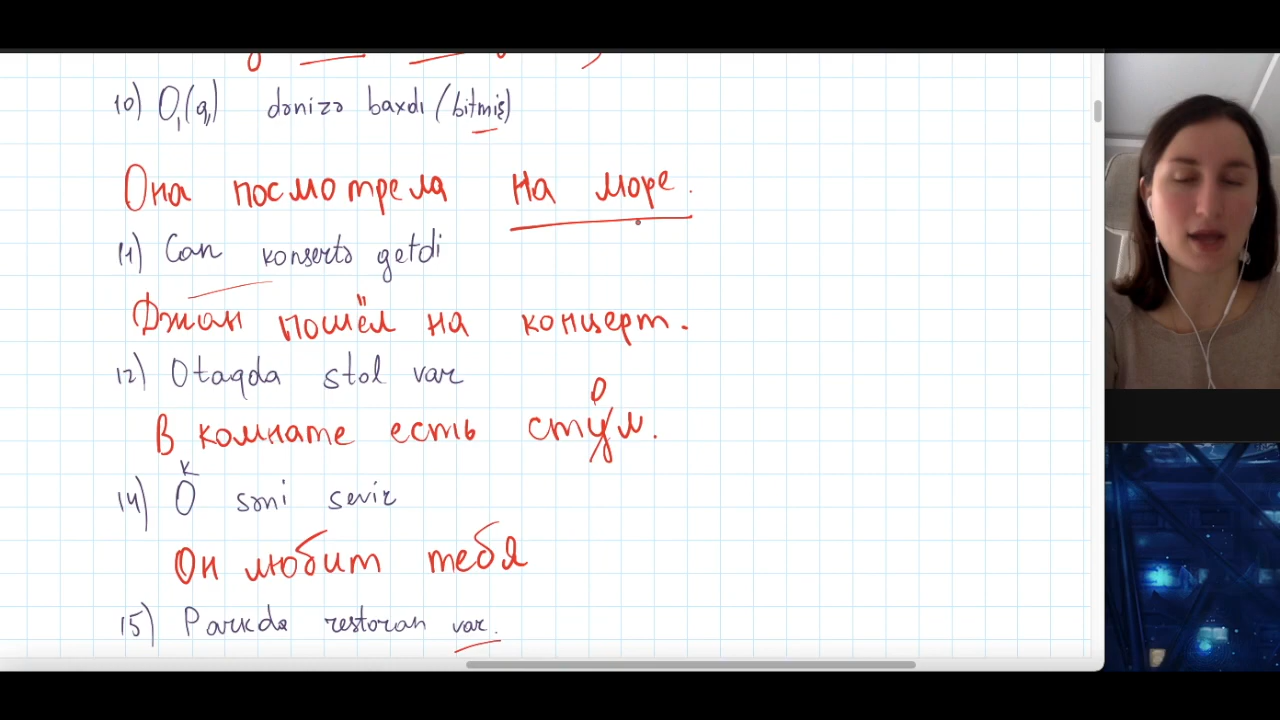 10) O(q) dənizə baxdı (bitmiş)
Она посмотрела на море.
11) Can konsertə getdi
Джан пошёл на концерт.
12) Otaqda stol var
О
В комнате есть стул.
K
14) O səni sevir
Он любит тебя
15) Parkda restoran var.